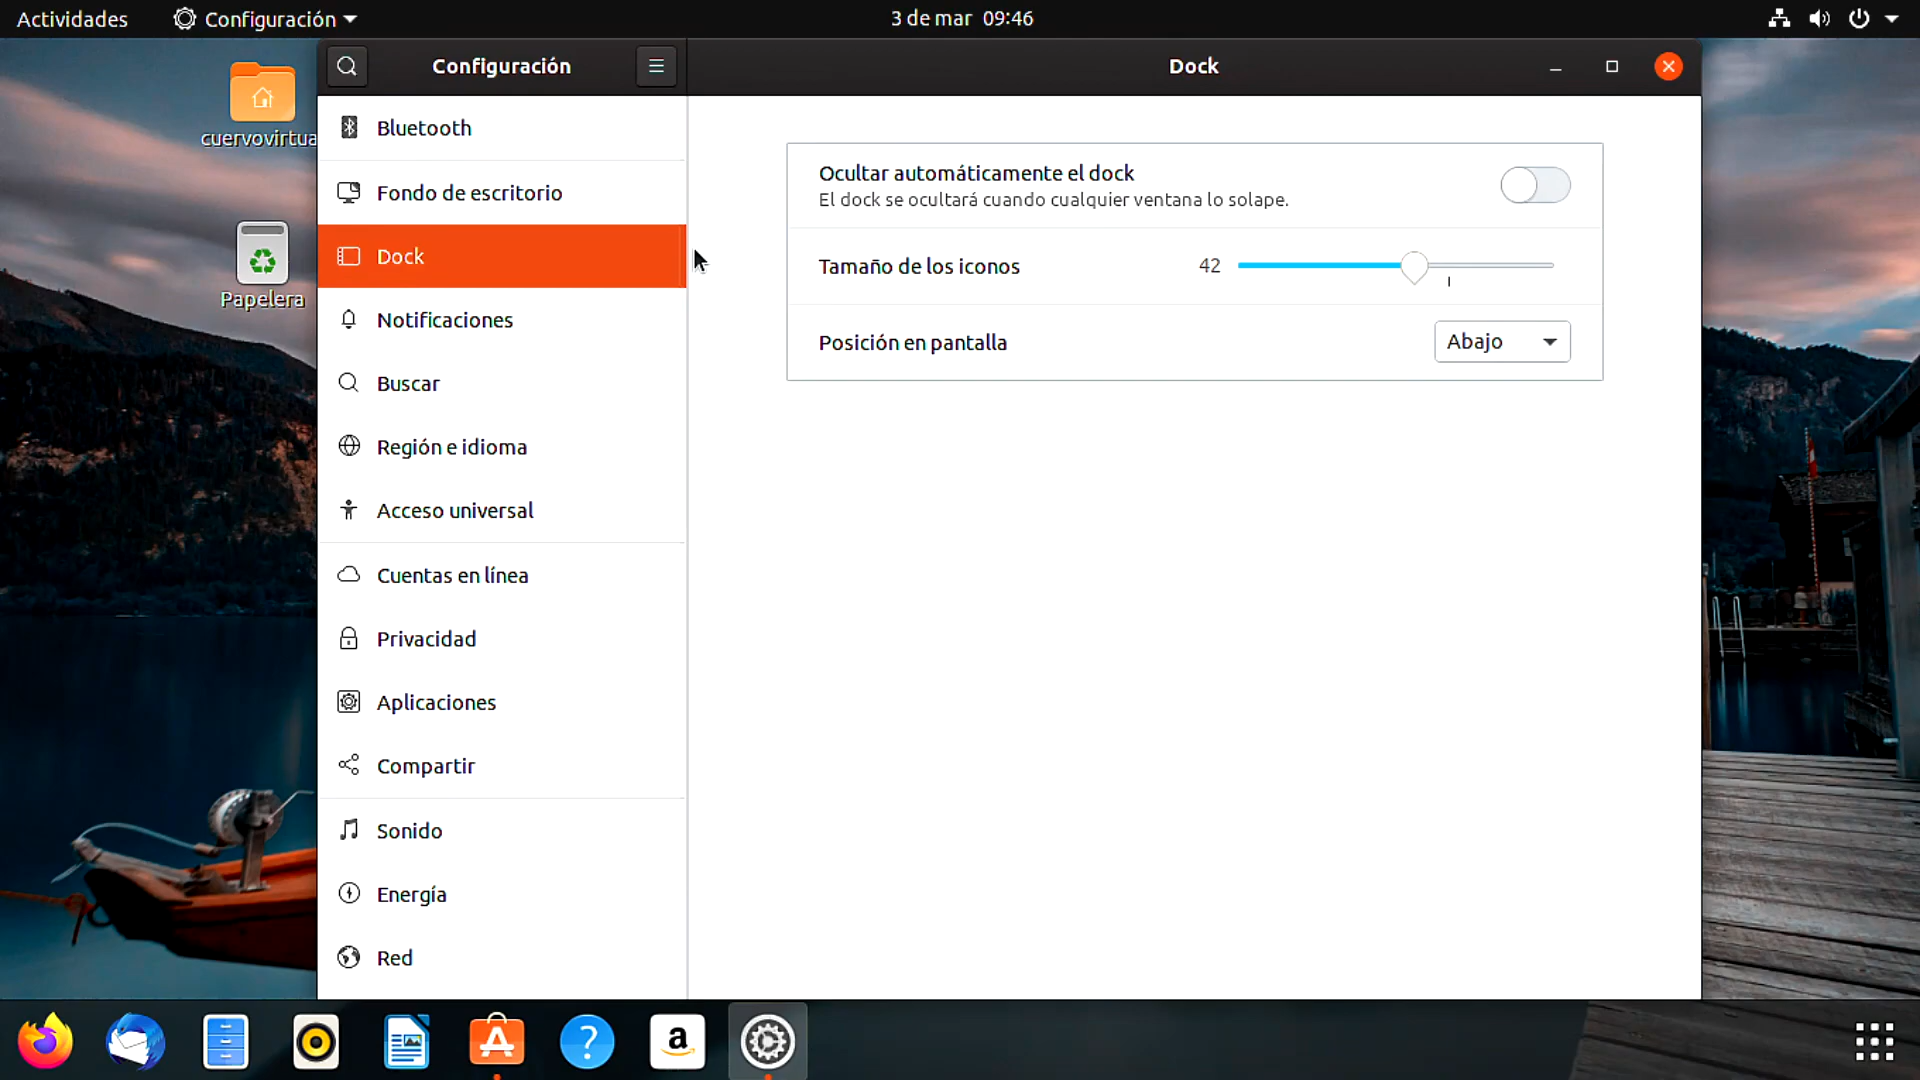 Actividades
Configuración
3 de mar 09:46
cuervovirtua
Papelera
Configuración
Dock
Bluetooth
Fondo de escritorio
Dock
Notificaciones
Buscar
Región e idioma
Acceso universal
Cuentas en línea
Privacidad
Aplicaciones
Compartir
Sonido
Energía
Red
Ocultar automáticamente el dock
El dock se ocultará cuando cualquier ventana lo solape.
Tamaño de los iconos 42
Posición en pantalla Abajo
?
a